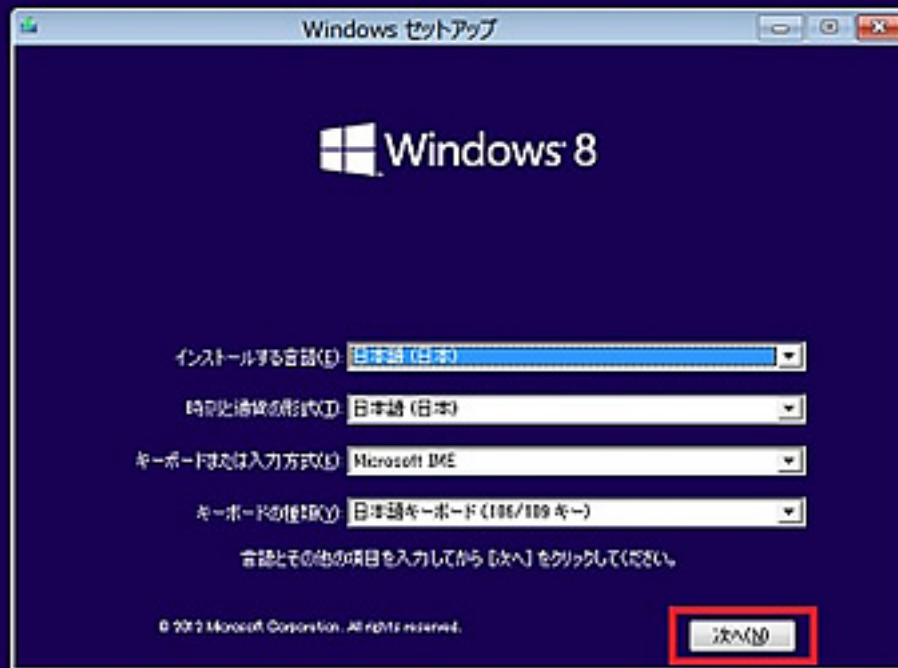 Windows セットアップ
Windows 8
インストールする言語(E): 日本語 (日本)
時刻と通貨の形式(T): 日本語 (日本)
キーボードまたは入力方式(K): Microsoft IME
キーボードの種類(Y): 日本語キーボード (106/109 キー)
言語とその他の項目を入力してから [次へ] をクリックしてください。
© 2012 Microsoft Corporation. All rights reserved.
次へ(N)